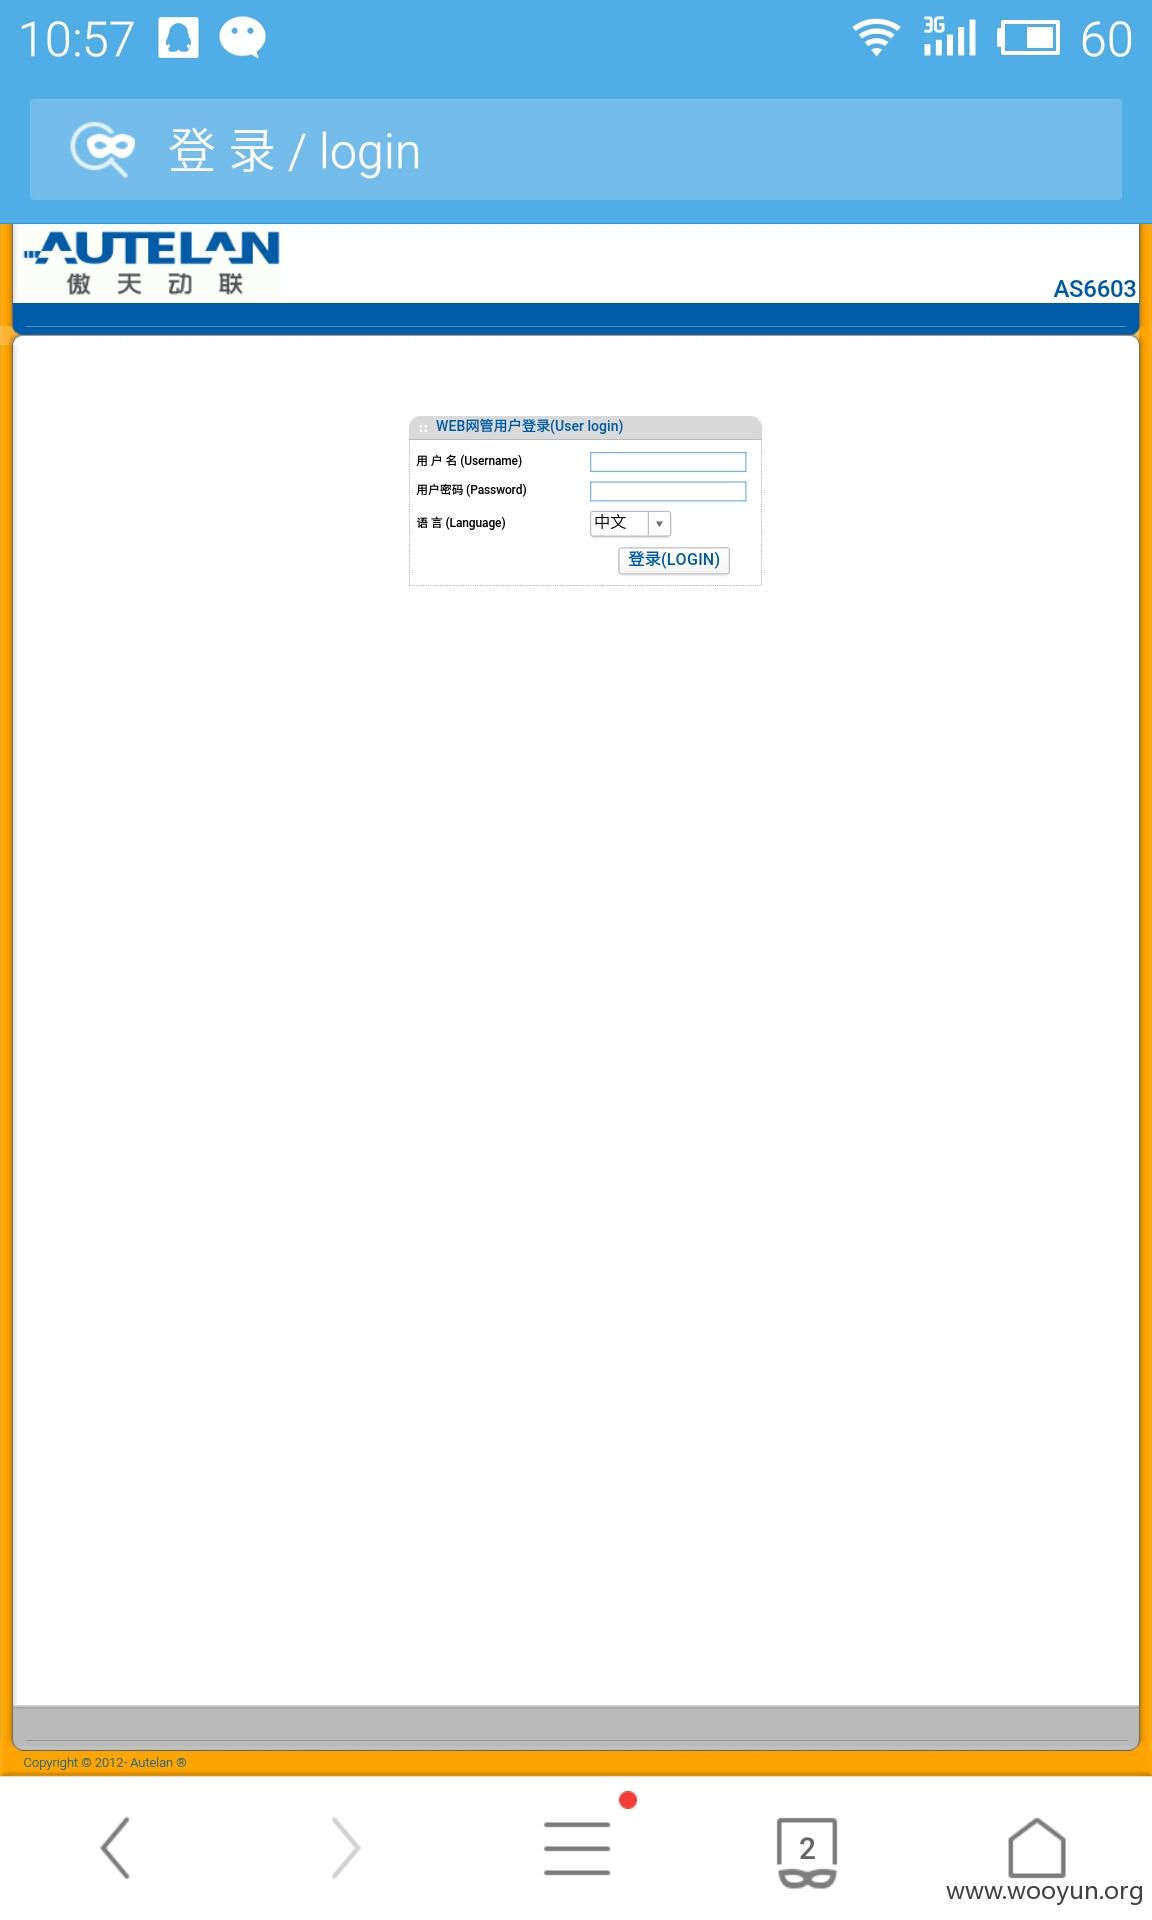 10:57
3G
60
登 录 / login
AUTELAN
傲天动联
AS6603
WEB网管用户登录(User login)
用 户 名 (Username)
用户密码 (Password)
语 言 (Language)
中文
登录(LOGIN)
Copyright © 2012- Autelan ®
2
www.wooyun.org